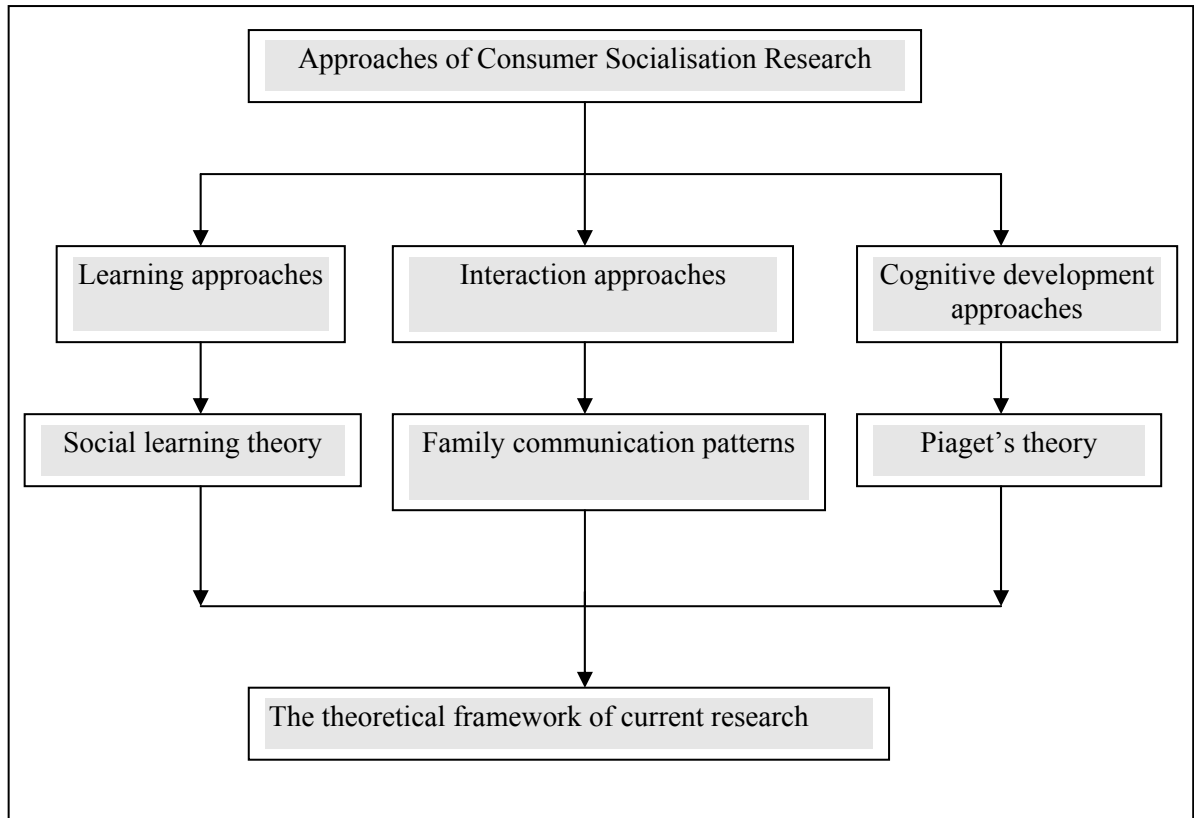 Approaches of Consumer Socialisation Research
Learning approaches
Interaction approaches
Cognitive development
approaches
Social learning theory
Family communication patterns
Piaget’s theory
The theoretical framework of current research